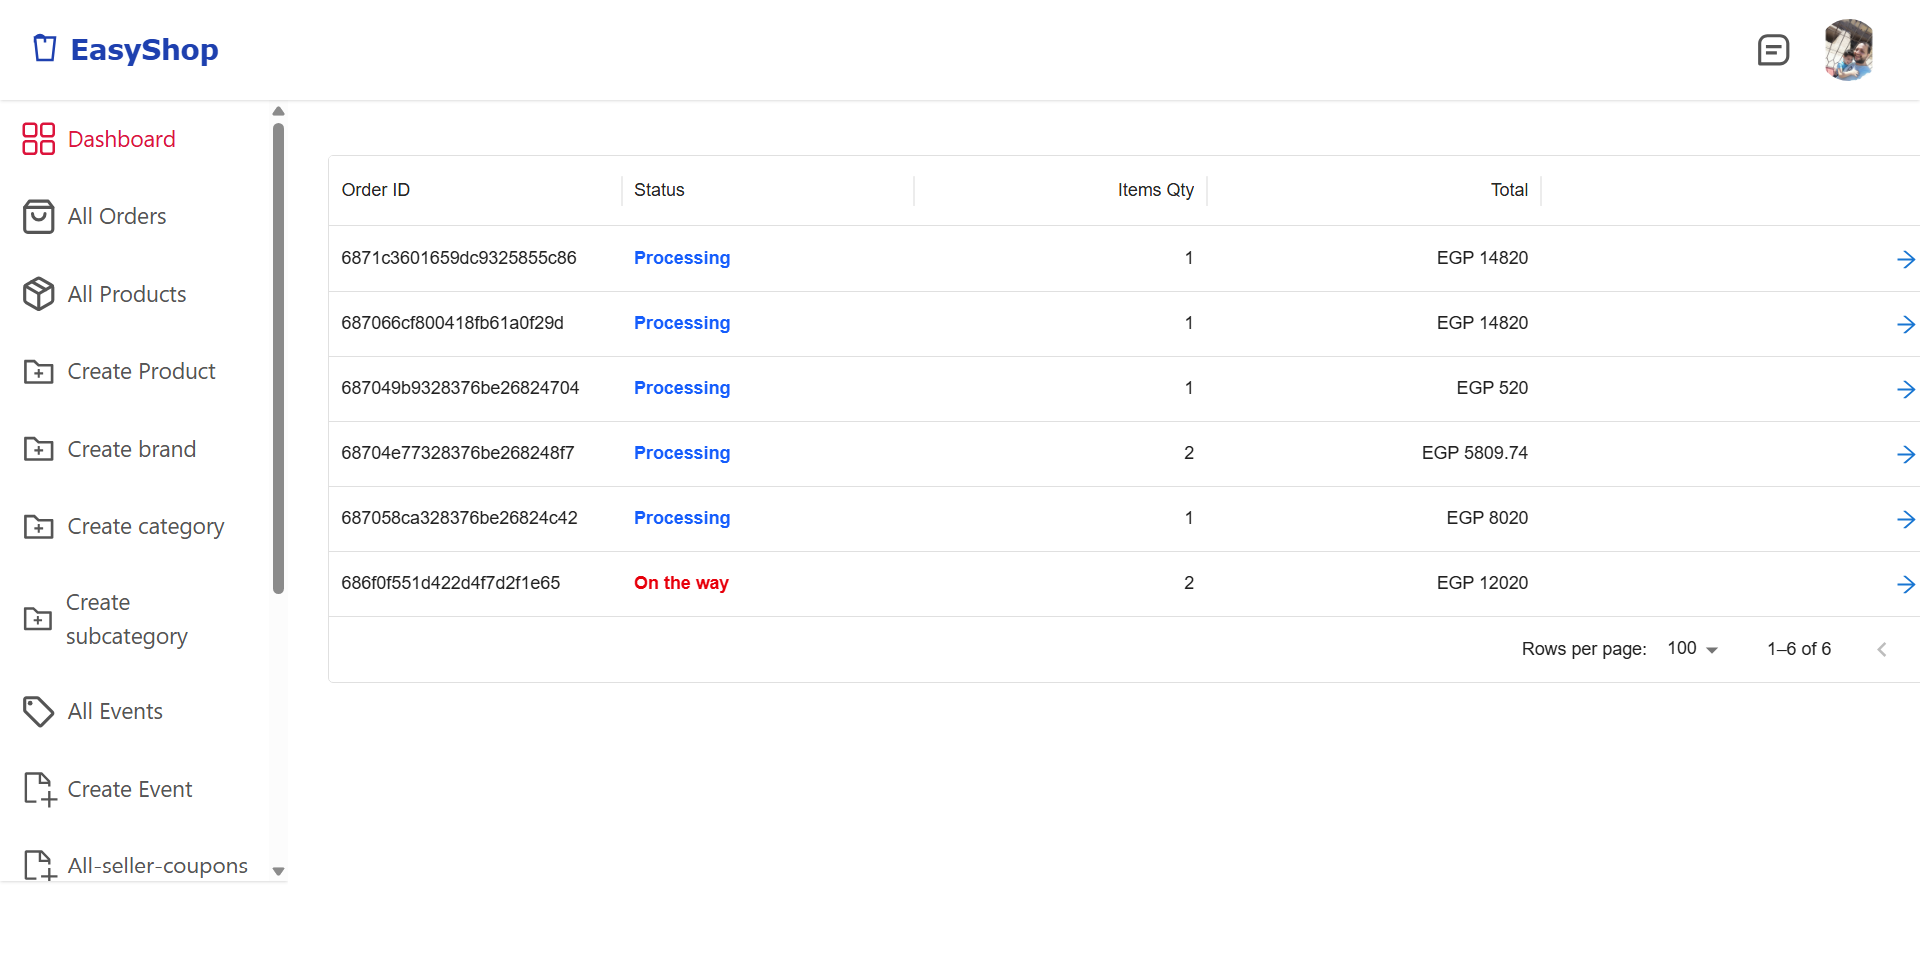 EasyShop
Dashboard
All Orders
All Products
Create Product
Create brand
Create category
Create
subcategory
All Events
Create Event
All-seller-coupons
Order ID Status Items Qty Total
6871c3601659dc9325855c86 Processing 1 EGP 14820
687066cf800418fb61a0f29d Processing 1 EGP 14820
687049b9328376be26824704 Processing 1 EGP 520
68704e77328376be268248f7 Processing 2 EGP 5809.74
687058ca328376be26824c42 Processing 1 EGP 8020
686f0f551d422d4f7d2f1e65 On the way 2 EGP 12020
Rows per page: 100 1–6 of 6